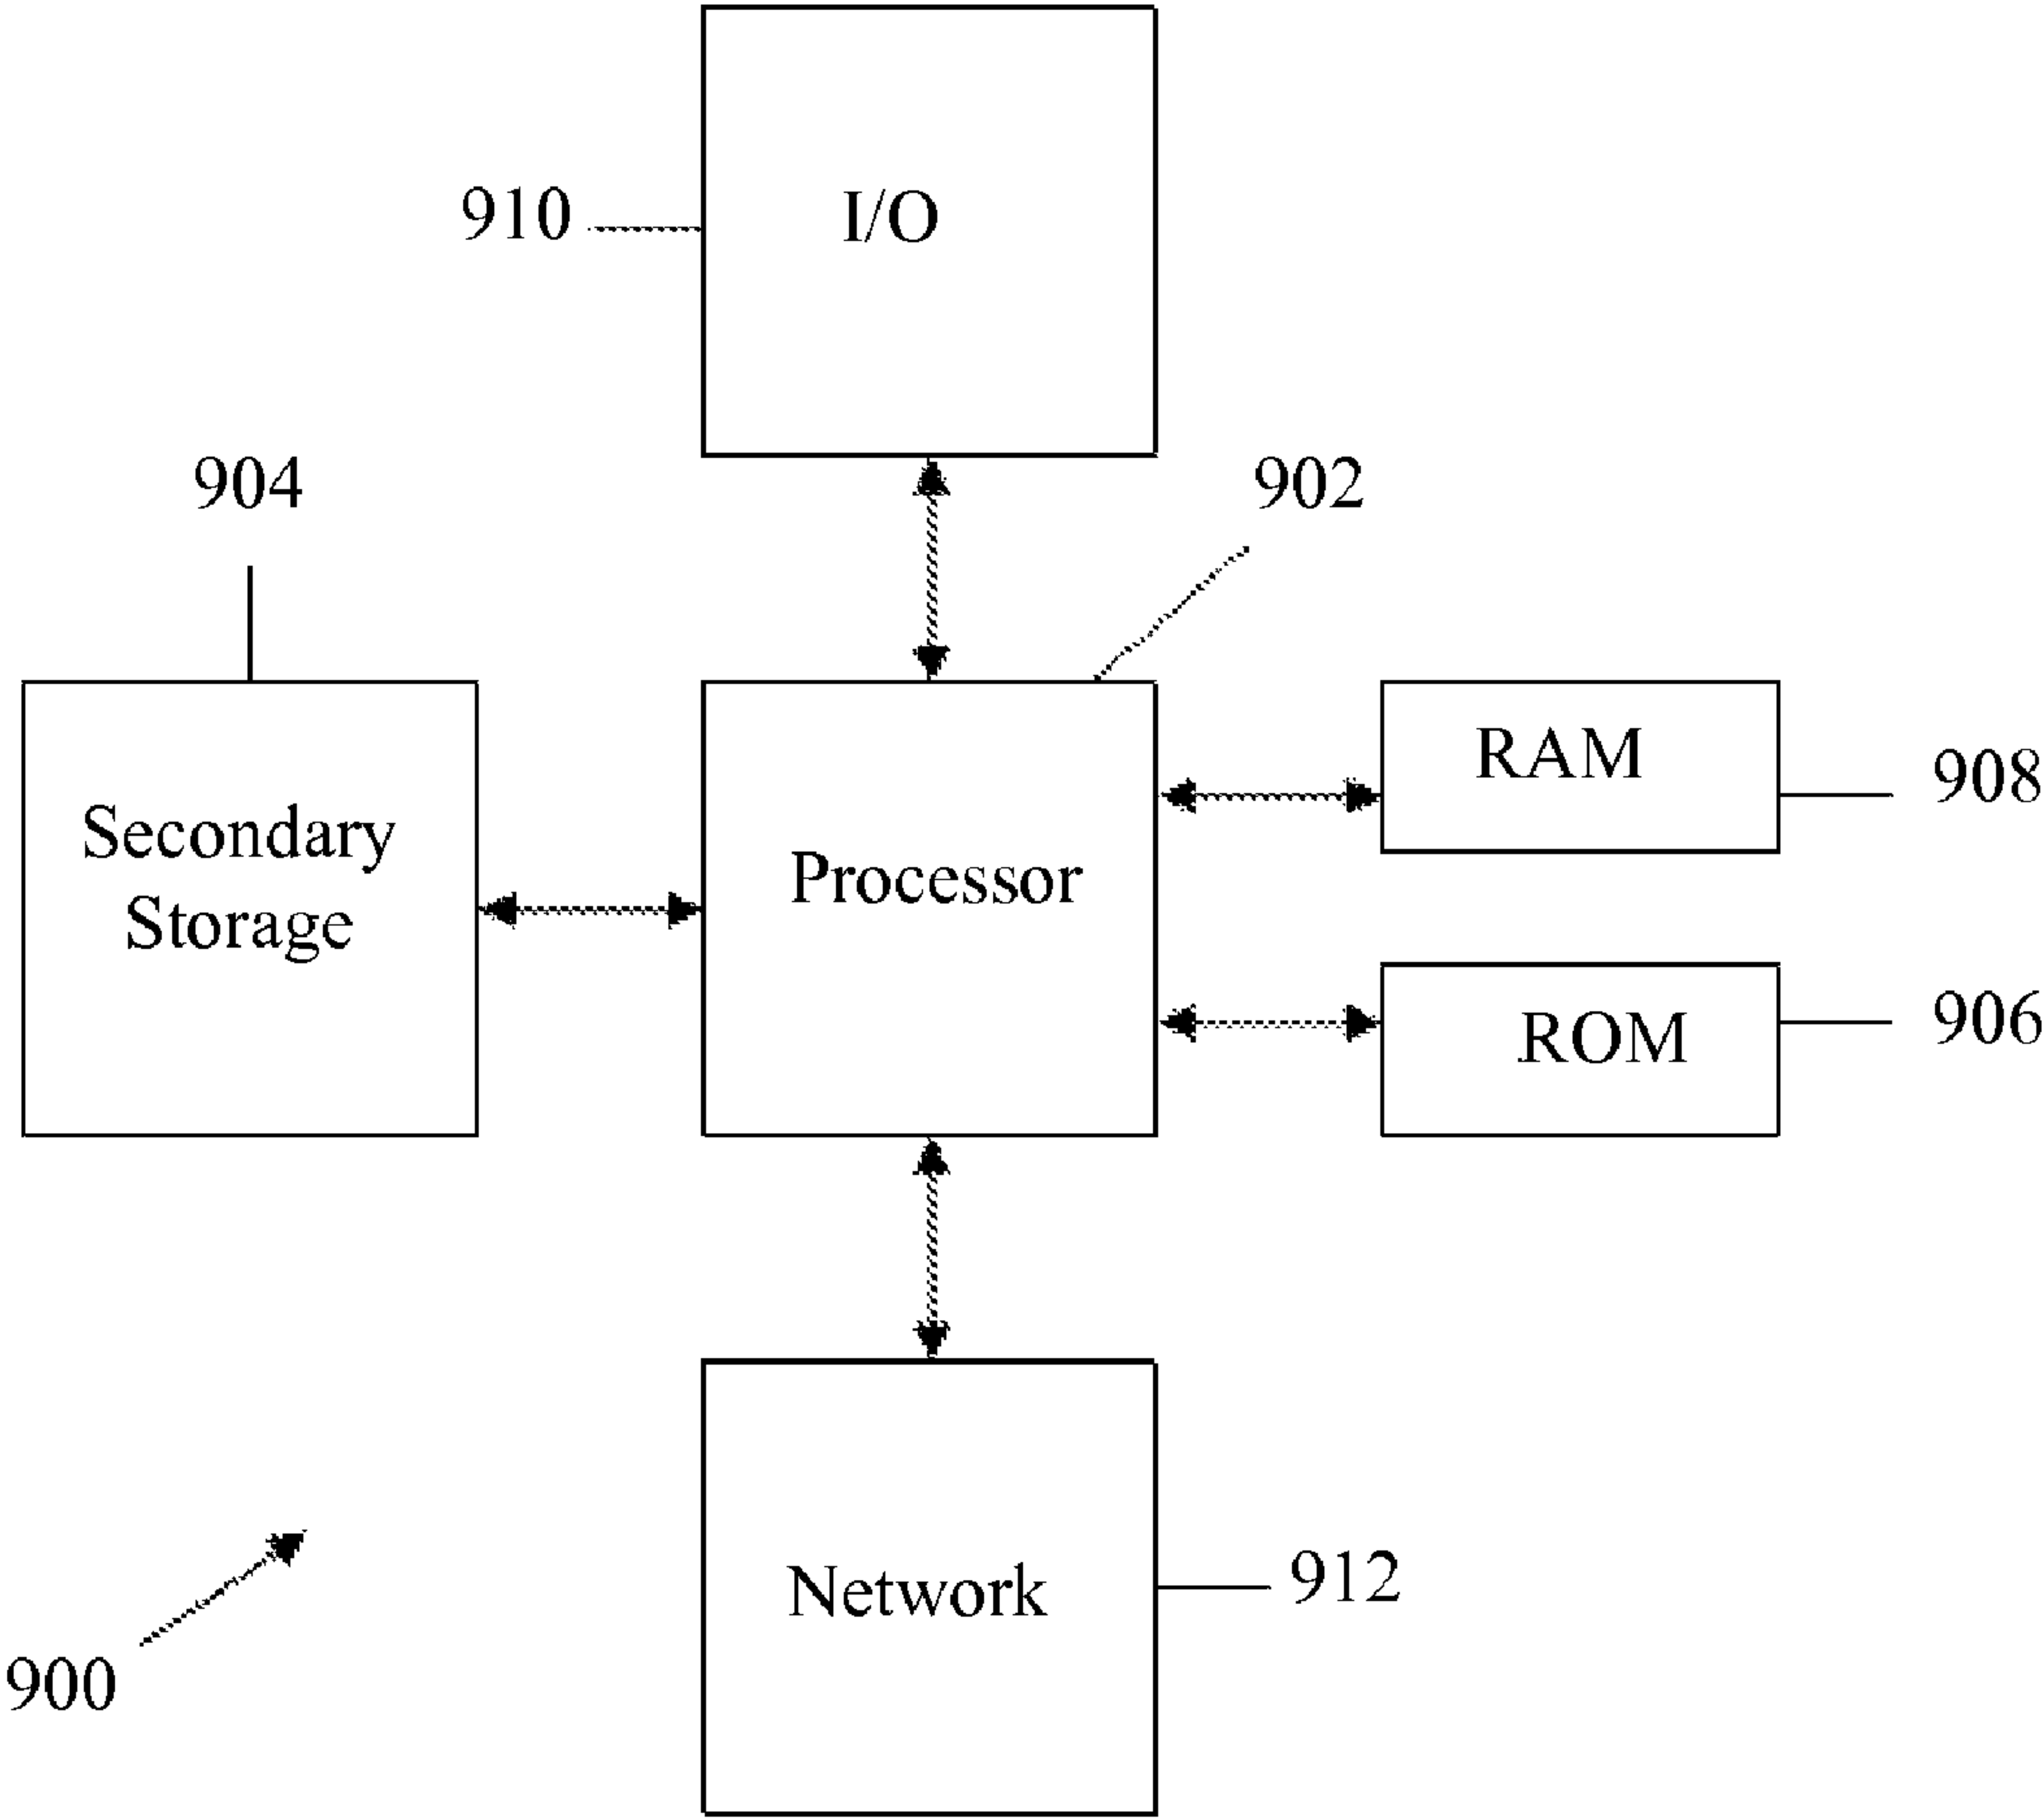 910
I/O
904
902
Secondary
Storage
Processor
RAM
908
ROM
906
Network
912
900